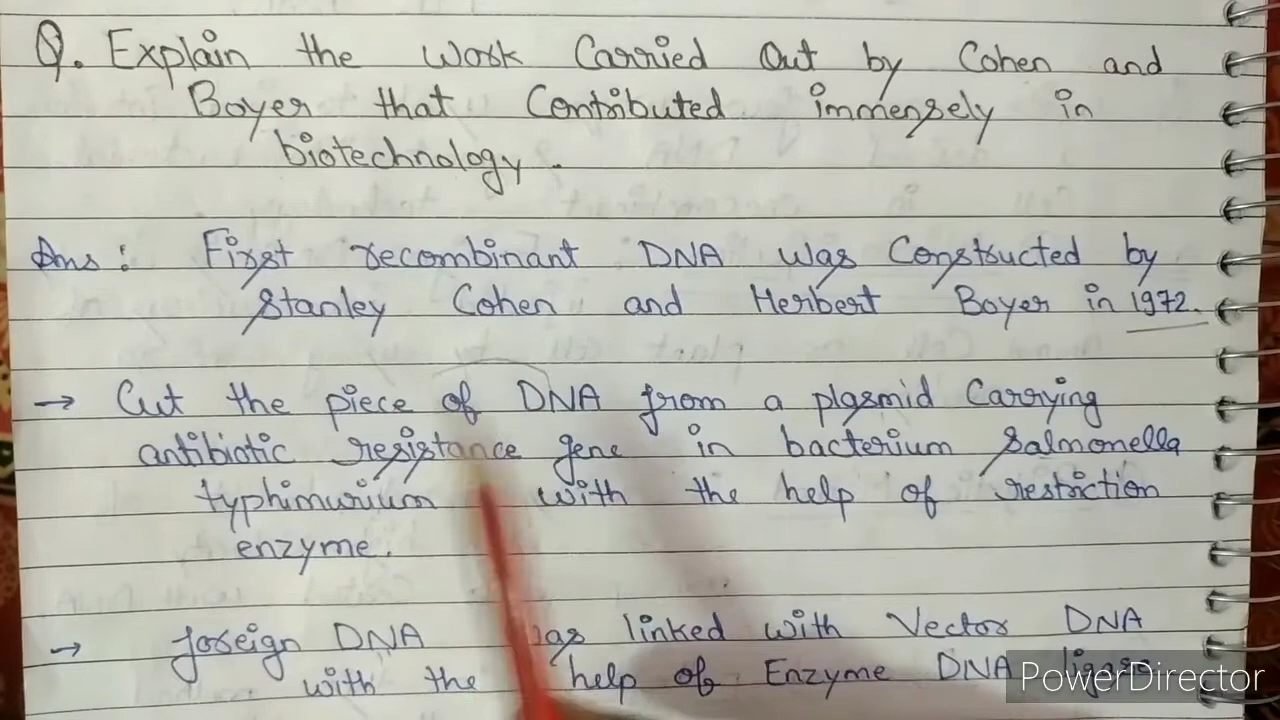 Q. Explain the Work Carried Out by Cohen and
Boyer that Contributed immensely in
biotechnology.
Ans: First recombinant DNA was Constructed by
Stanley Cohen and Herbert Boyer in 1972.
→ Cut the piece of DNA from a plasmid Carrying
antibiotic resistance gene in bacterium Salmonella
typhimurium with the help of restriction
enzyme.
→ foreign DNA linked with Vector DNA
with the help of Enzyme DNA
PowerDirector